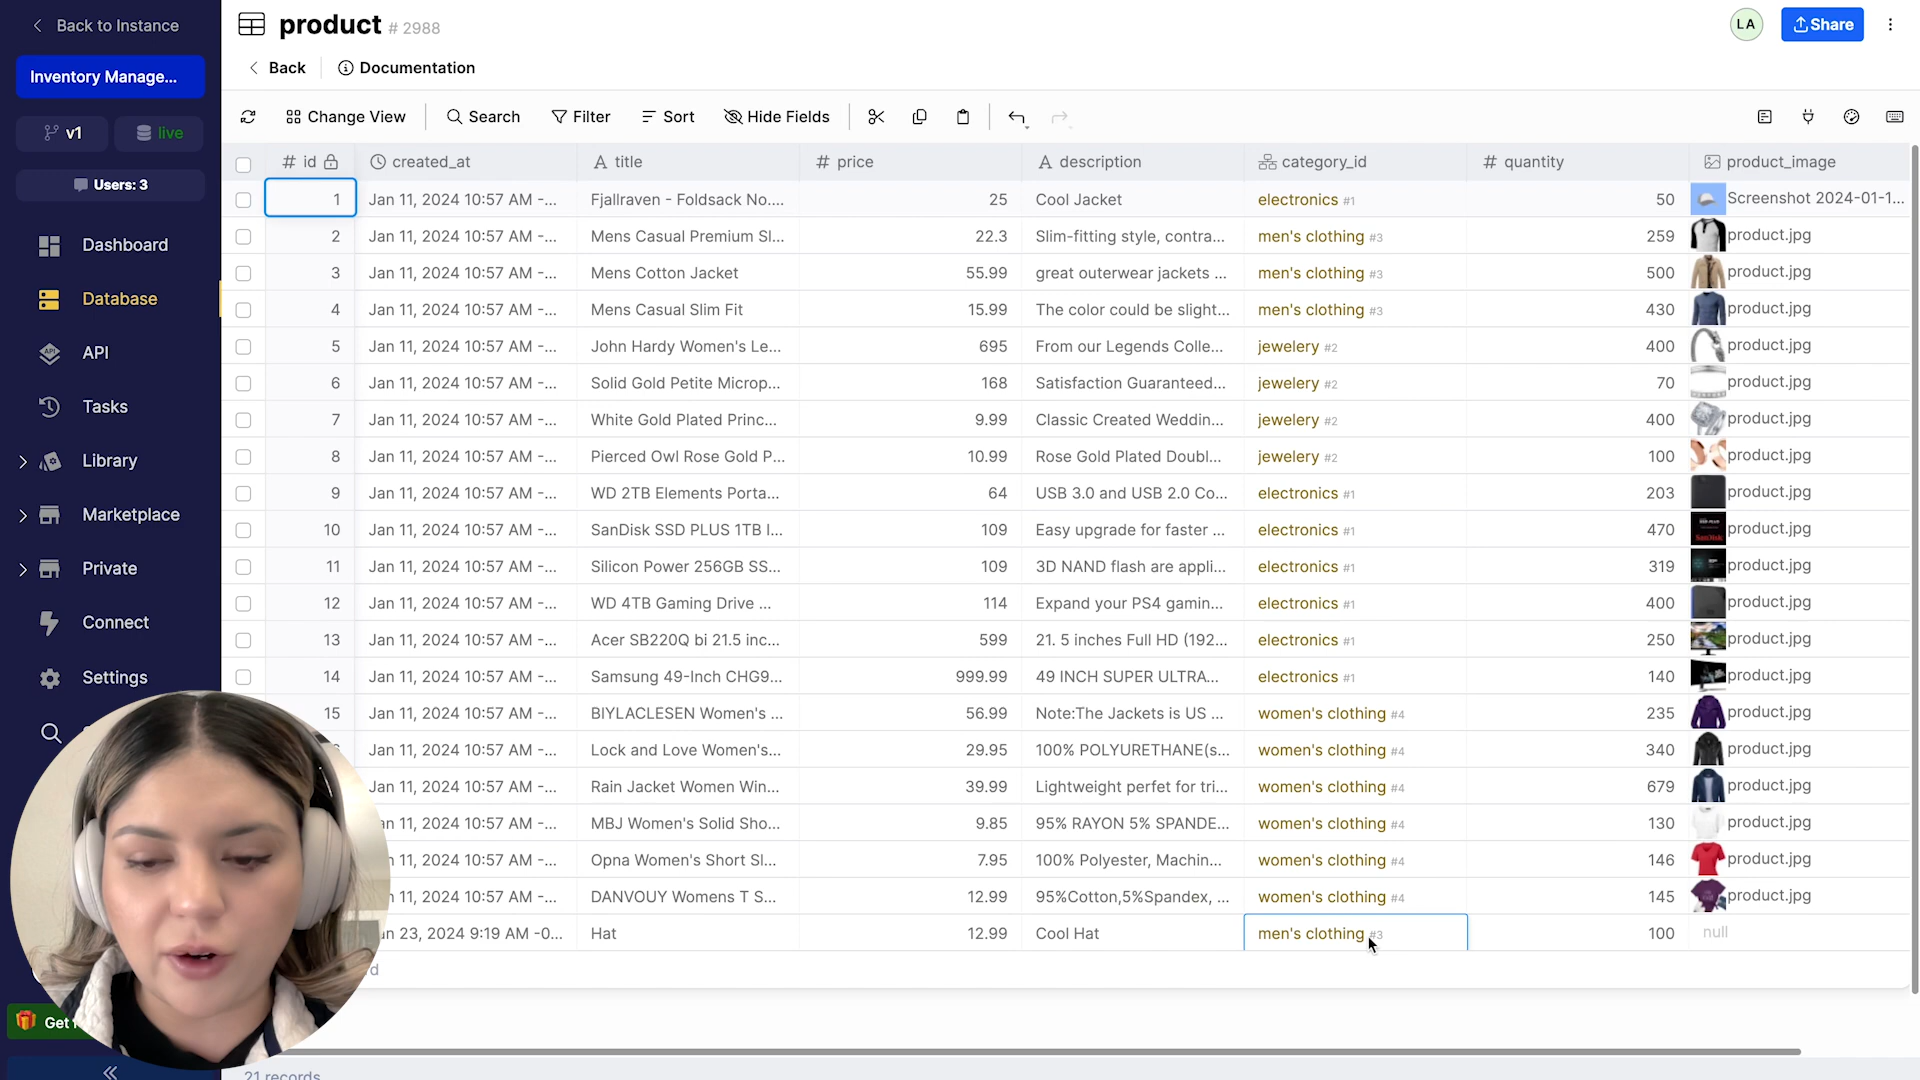 Back to Instance
Inventory Manage...
v1
live
Users: 3
Dashboard
Database
API
Tasks
Library
Marketplace
Private
Connect
Settings
Get
product # 2988
LA
Share
Back
Documentation
Change View
Search
Filter
Sort
Hide Fields
# id created_at title # price description category_id # quantity product_image
1 Jan 11, 2024 10:57 AM -... Fjallraven - Foldsack No.... 25 Cool Jacket electronics #1 50 Screenshot 2024-01-1...
2 Jan 11, 2024 10:57 AM -... Mens Casual Premium Sl... 22.3 Slim-fitting style, contra... men's clothing #3 259 product.jpg
3 Jan 11, 2024 10:57 AM -... Mens Cotton Jacket 55.99 great outerwear jackets ... men's clothing #3 500 product.jpg
4 Jan 11, 2024 10:57 AM -... Mens Casual Slim Fit 15.99 The color could be slight... men's clothing #3 430 product.jpg
5 Jan 11, 2024 10:57 AM -... John Hardy Women's Le... 695 From our Legends Colle... jewelery #2 400 product.jpg
6 Jan 11, 2024 10:57 AM -... Solid Gold Petite Microp... 168 Satisfaction Guaranteed... jewelery #2 70 product.jpg
7 Jan 11, 2024 10:57 AM -... White Gold Plated Princ... 9.99 Classic Created Weddin... jewelery #2 400 product.jpg
8 Jan 11, 2024 10:57 AM -... Pierced Owl Rose Gold P... 10.99 Rose Gold Plated Doubl... jewelery #2 100 product.jpg
9 Jan 11, 2024 10:57 AM -... WD 2TB Elements Porta... 64 USB 3.0 and USB 2.0 Co... electronics #1 203 product.jpg
10 Jan 11, 2024 10:57 AM -... SanDisk SSD PLUS 1TB I... 109 Easy upgrade for faster ... electronics #1 470 product.jpg
11 Jan 11, 2024 10:57 AM -... Silicon Power 256GB SS... 109 3D NAND flash are appli... electronics #1 319 product.jpg
12 Jan 11, 2024 10:57 AM -... WD 4TB Gaming Drive ... 114 Expand your PS4 gamin... electronics #1 400 product.jpg
13 Jan 11, 2024 10:57 AM -... Acer SB220Q bi 21.5 inc... 599 21. 5 inches Full HD (192... electronics #1 250 product.jpg
14 Jan 11, 2024 10:57 AM -... Samsung 49-Inch CHG9... 999.99 49 INCH SUPER ULTRA... electronics #1 140 product.jpg
15 Jan 11, 2024 10:57 AM -... BIYLACLESEN Women's ... 56.99 Note:The Jackets is US ... women's clothing #4 235 product.jpg
Jan 11, 2024 10:57 AM -... Lock and Love Women's... 29.95 100% POLYURETHANE(s... women's clothing #4 340 product.jpg
Jan 11, 2024 10:57 AM -... Rain Jacket Women Win... 39.99 Lightweight perfet for tri... women's clothing #4 679 product.jpg
an 11, 2024 10:57 AM -... MBJ Women's Solid Sho... 9.85 95% RAYON 5% SPANDE... women's clothing #4 130 product.jpg
n 11, 2024 10:57 AM -... Opna Women's Short Sl... 7.95 100% Polyester, Machin... women's clothing #4 146 product.jpg
n 11, 2024 10:57 AM -... DANVOUY Womens T S... 12.99 95%Cotton,5%Spandex, ... women's clothing #4 145 product.jpg
an 23, 2024 9:19 AM -0... Hat 12.99 Cool Hat men's clothing #3 100 null
d
21 records